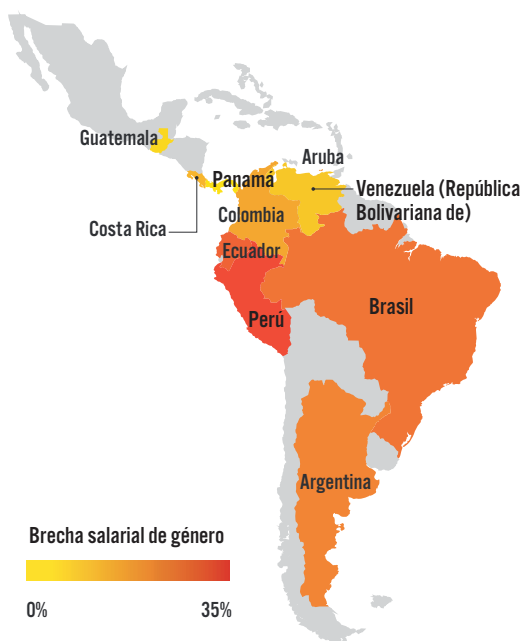 Guatemala
Aruba
Panamá
Venezuela (República
Bolivariana de)
Costa Rica
Colombia
Ecuador
Perú
Brasil
Argentina
Brecha salarial de género
0%
35%